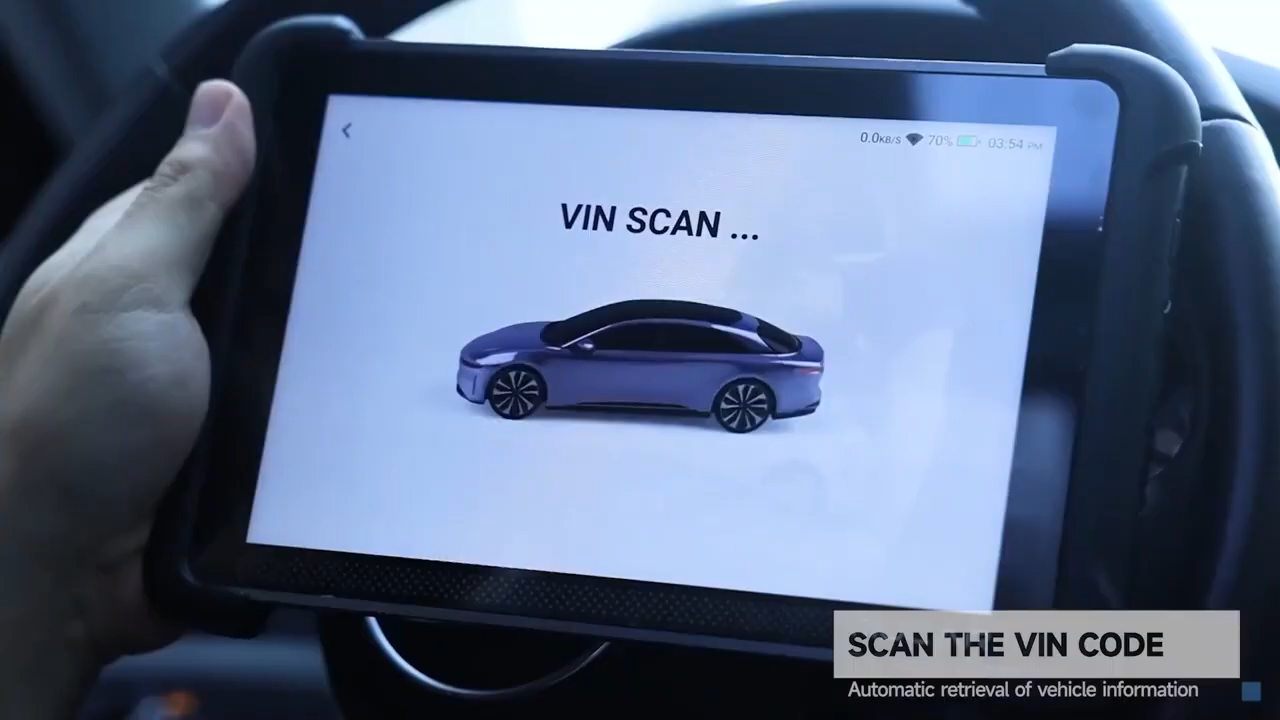 0.0KB/S 70% 03:54 PM
VIN SCAN ...
SCAN THE VIN CODE
Automatic retrieval of vehicle information